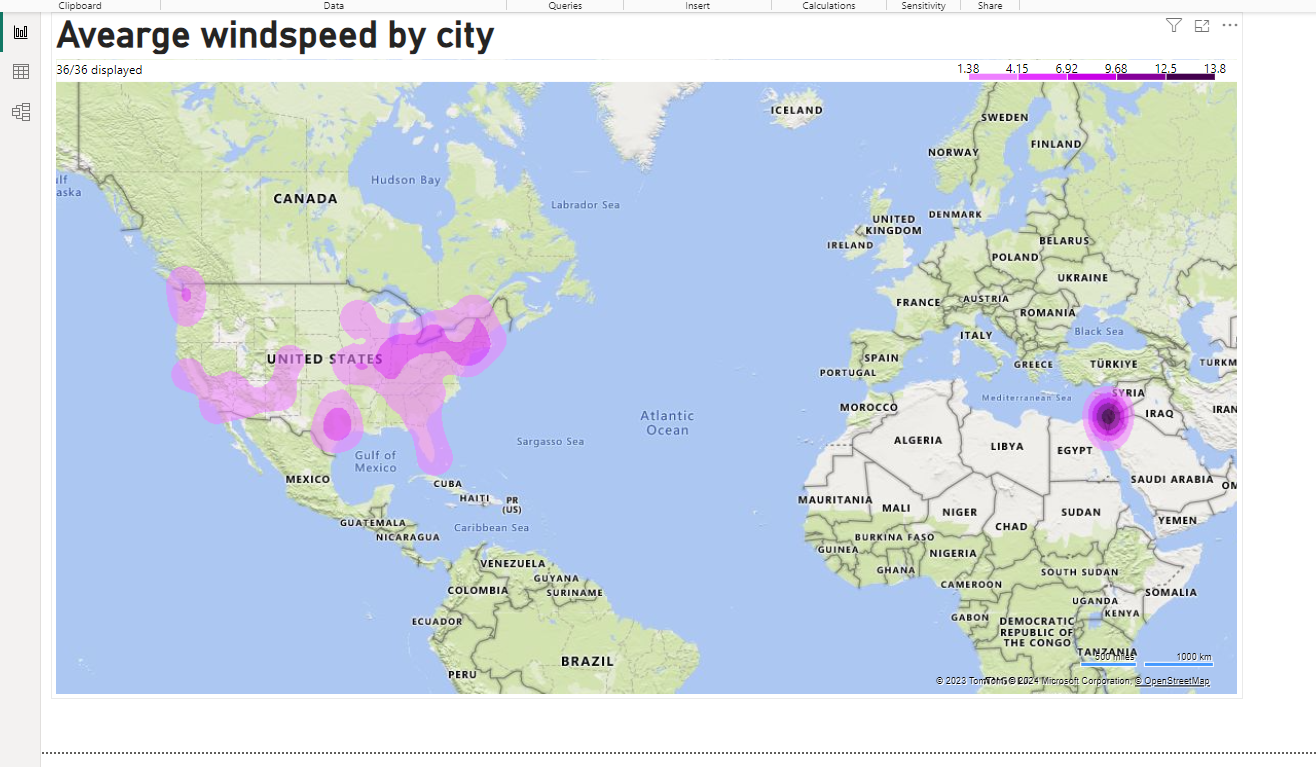 Clipboard Data Queries Insert Calculations Sensitivity Share
Avearge windspeed by city
36/36 displayed
1.38 4.15 6.92 9.68 12.5 13.8
ICELAND
SWEDEN
FINLAND
NORWAY
Hudson Bay
CANADA
Labrador Sea
UNITED
KINGDOM
DENMARK
IRELAND
BELARUS
POLAND
UKRAINE
FRANCE
AUSTRIA
ROMANIA
Black Sea
ITALY
UNITED STATES
SPAIN
PORTUGAL
GREECE
TÜRKIYE
TURKM
Mediterranean Sea
SYRIA
Atlantic
Ocean
MOROCCO
IRAQ
IRAN
Sargasso Sea
ALGERIA
LIBYA
EGYPT
Gulf of
Mexico
MEXICO
CUBA
HAITI
PR
(US)
SAUDI ARABIA
OM
MAURITANIA
MALI
NIGER
SUDAN
CHAD
YEMEN
GUATEMALA
NICARAGUA
Caribbean Sea
BURKINA FASO
GUINEA
NIGERIA
GHANA
SOUTH SUDAN
VENEZUELA
GUYANA
COLOMBIA
SURINAME
CAMEROON
SOMALIA
UGANDA
KENYA
ECUADOR
GABON
DEMOCRATIC
REPUBLIC OF
THE CONGO
TANZANIA
BRAZIL
PERU
500 miles 1000 km
© 2023 TomTom, © 2024 Microsoft Corporation, © OpenStreetMap